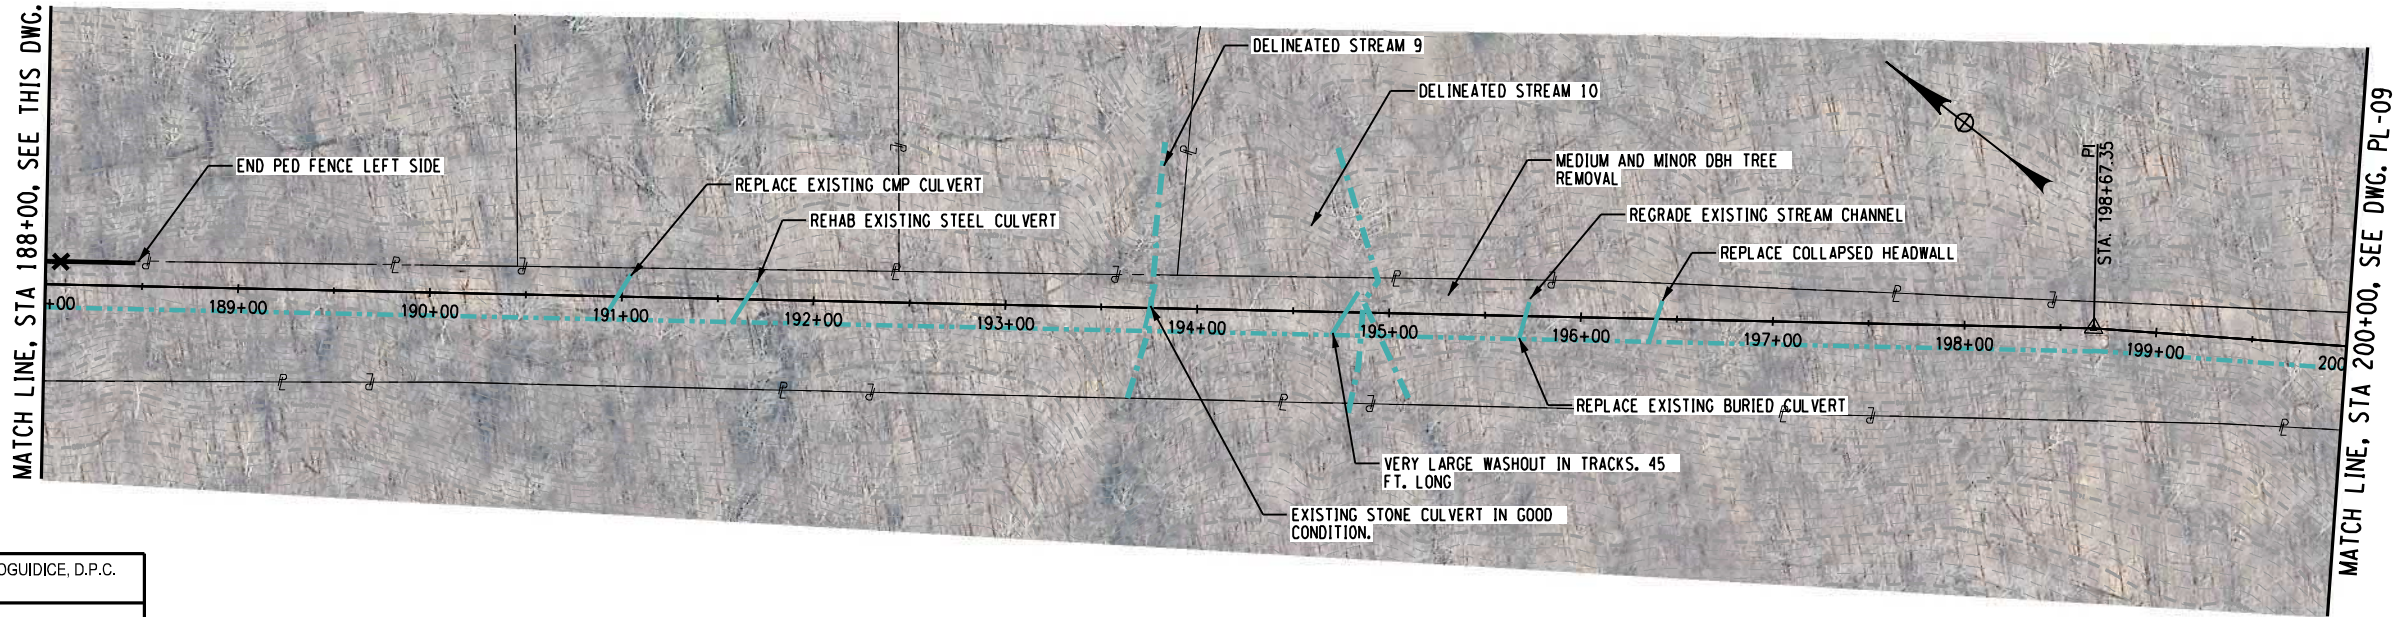 MATCH LINE, STA 188+00, SEE THIS DWG.
DELINEATED STREAM 9
DELINEATED STREAM 10
END PED FENCE LEFT SIDE
REPLACE EXISTING CMP CULVERT
REHAB EXISTING STEEL CULVERT
MEDIUM AND MINOR DBH TREE
REMOVAL
REGRADE EXISTING STREAM CHANNEL
REPLACE COLLAPSED HEADWALL
PI
STA. 198+67.35
+00
189+00
190+00
191+00
192+00
193+00
194+00
195+00
196+00
197+00
198+00
199+00
200
REPLACE EXISTING BURIED CULVERT
VERY LARGE WASHOUT IN TRACKS. 45
FT. LONG
EXISTING STONE CULVERT IN GOOD
CONDITION.
MATCH LINE, STA 200+00, SEE DWG. PL-09
OGUIDICE, D.P.C.